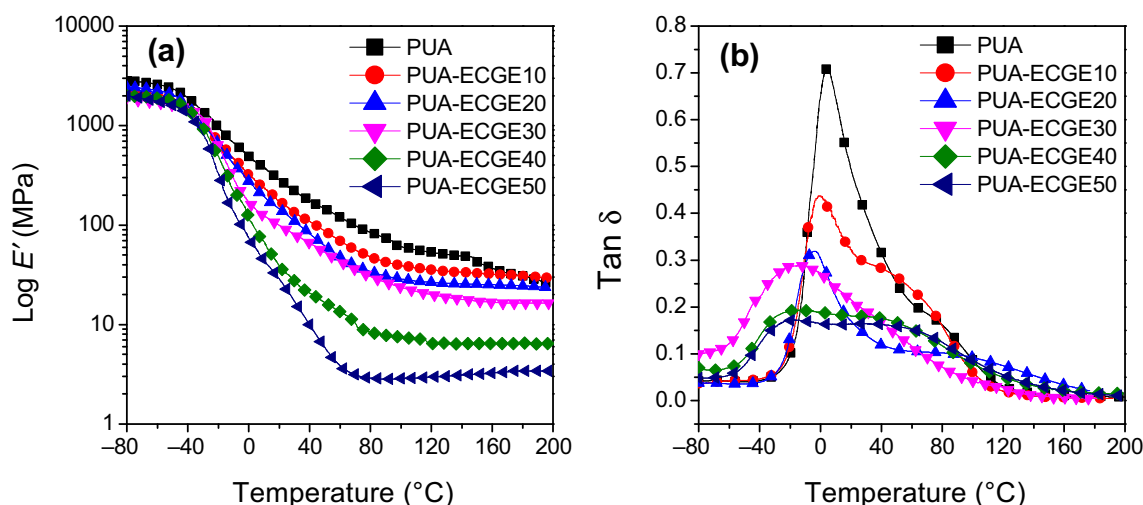 (a)
PUA
PUA-ECGE10
PUA-ECGE20
PUA-ECGE30
PUA-ECGE40
PUA-ECGE50
Log E′ (MPa)
10000
1000
100
10
1
–80 –40 0 40 80 120 160 200
Temperature (°C)
(b)
PUA
PUA-ECGE10
PUA-ECGE20
PUA-ECGE30
PUA-ECGE40
PUA-ECGE50
Tan δ
0.8
0.7
0.6
0.5
0.4
0.3
0.2
0.1
0.0
–80 –40 0 40 80 120 160 200
Temperature (°C)